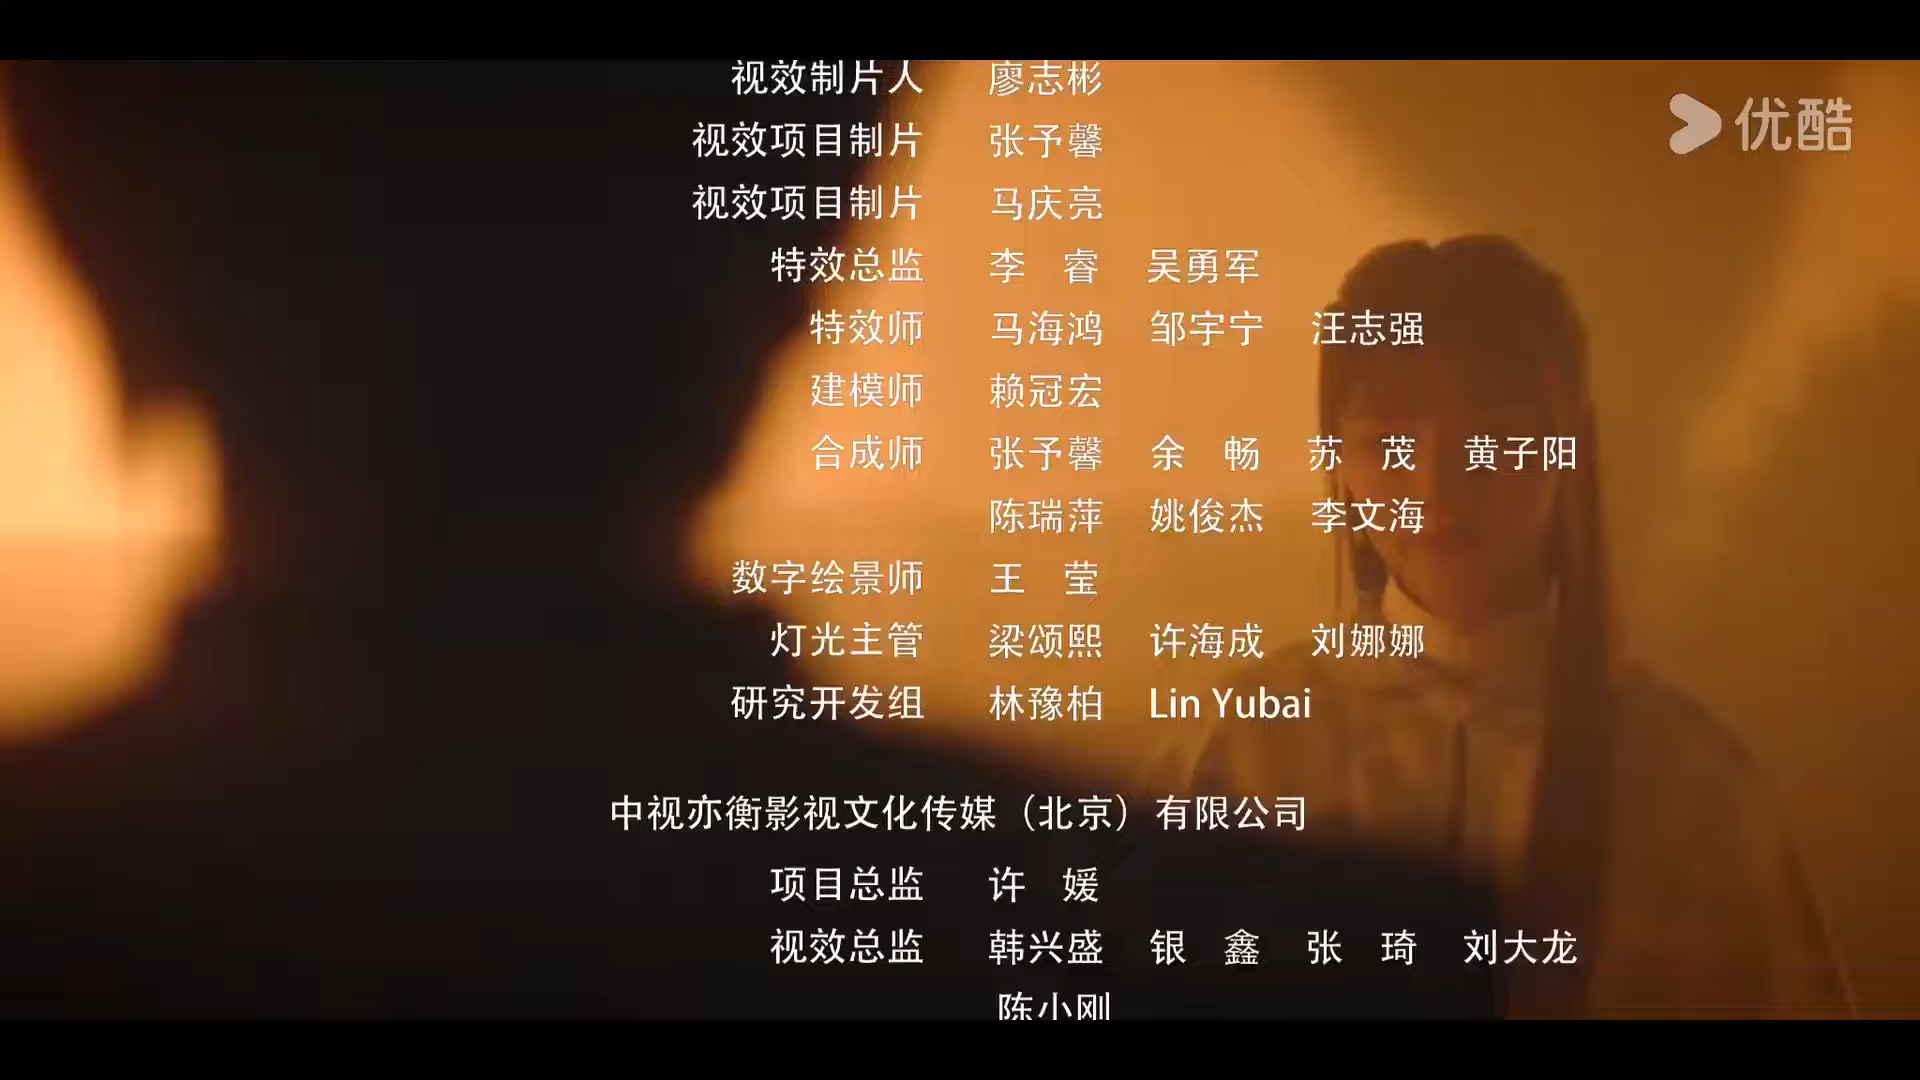 视效制片人 廖志彬
优酷
视效项目制片 张予馨
视效项目制片 马庆亮
特效总监 李 睿 吴勇军
特效师 马海鸿 邹宇宁 汪志强
建模师 赖冠宏
合成师 张予馨 余 畅 苏 茂 黄子阳
陈瑞萍 姚俊杰 李文海
数字绘景师 王 莹
灯光主管 梁颂熙 许海成 刘娜娜
研究开发组 林豫柏 Lin Yubai
中视亦衡影视文化传媒（北京）有限公司
项目总监 许 媛
视效总监 韩兴盛 银 鑫 张 琦 刘大龙
陈小刚